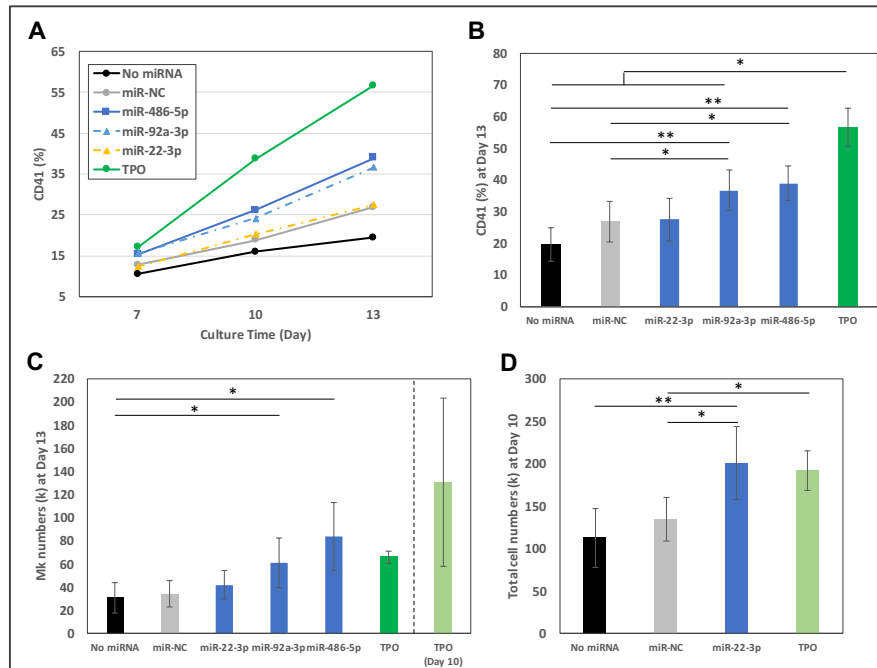 A
65
55
45
35
25
15
5
CD41 (%)
No miRNA
miR-NC
miR-486-5p
miR-92a-3p
miR-22-3p
TPO
7 10 13
Culture Time (Day)
B
80
70
60
50
40
30
20
10
0
CD41 (%) at Day 13
*
**
*
**
*
No miRNA miR-NC miR-22-3p miR-92a-3p miR-486-5p TPO
C
220
200
180
160
140
120
100
80
60
40
20
0
Mk numbers (k) at Day 13
*
*
No miRNA miR-NC miR-22-3p miR-92a-3p miR-486-5p TPO TPO
(Day 10)
D
300
250
200
150
100
50
0
Total cell numbers (k) at Day 10
*
**
*
No miRNA miR-NC miR-22-3p TPO